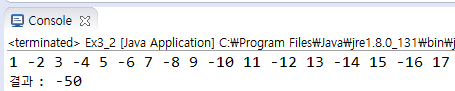 Console
<terminated> Ex3_2 [Java Application] C:₩Program Files₩Java₩jre1.8.0_131₩bin₩j
1 -2 3 -4 5 -6 7 -8 9 -10 11 -12 13 -14 15 -16 17
결과 : -50